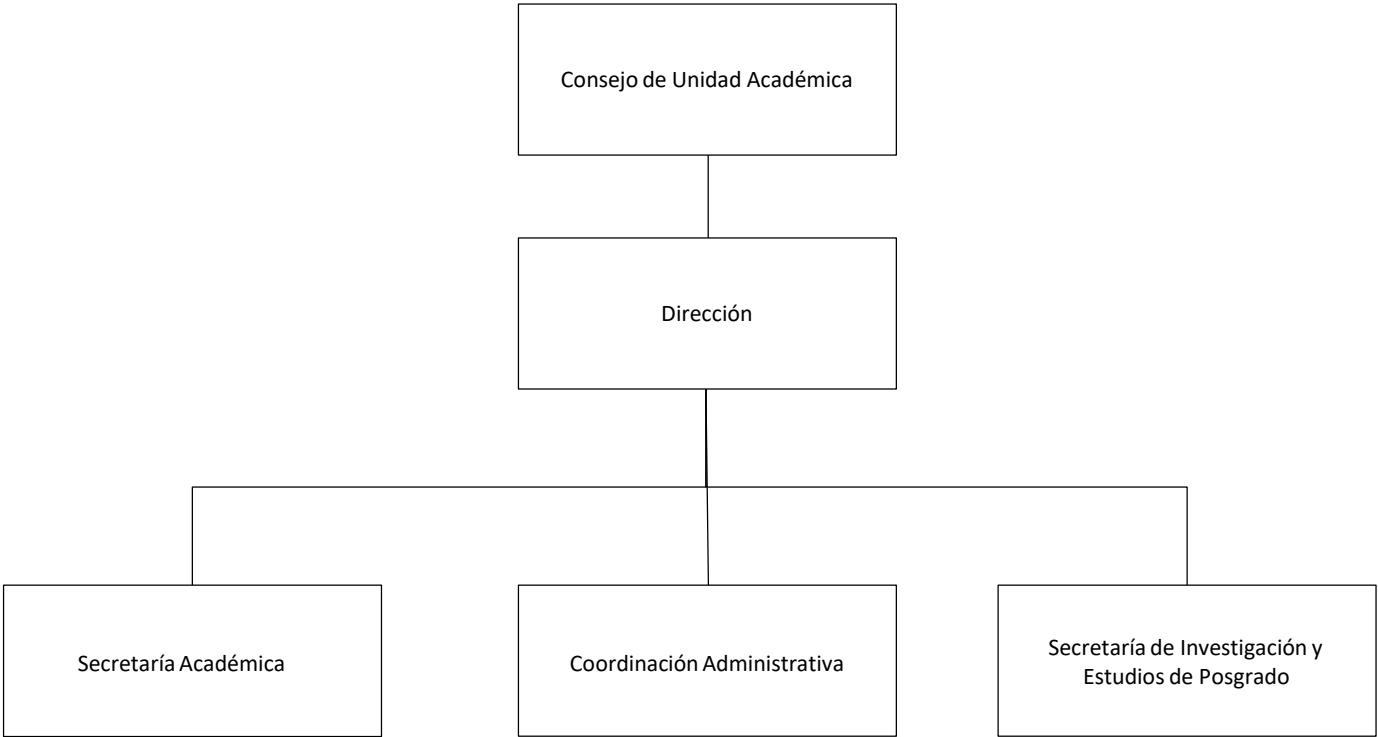 Consejo de Unidad Académica
Dirección
Secretaría Académica
Coordinación Administrativa
Secretaría de Investigación y
Estudios de Posgrado